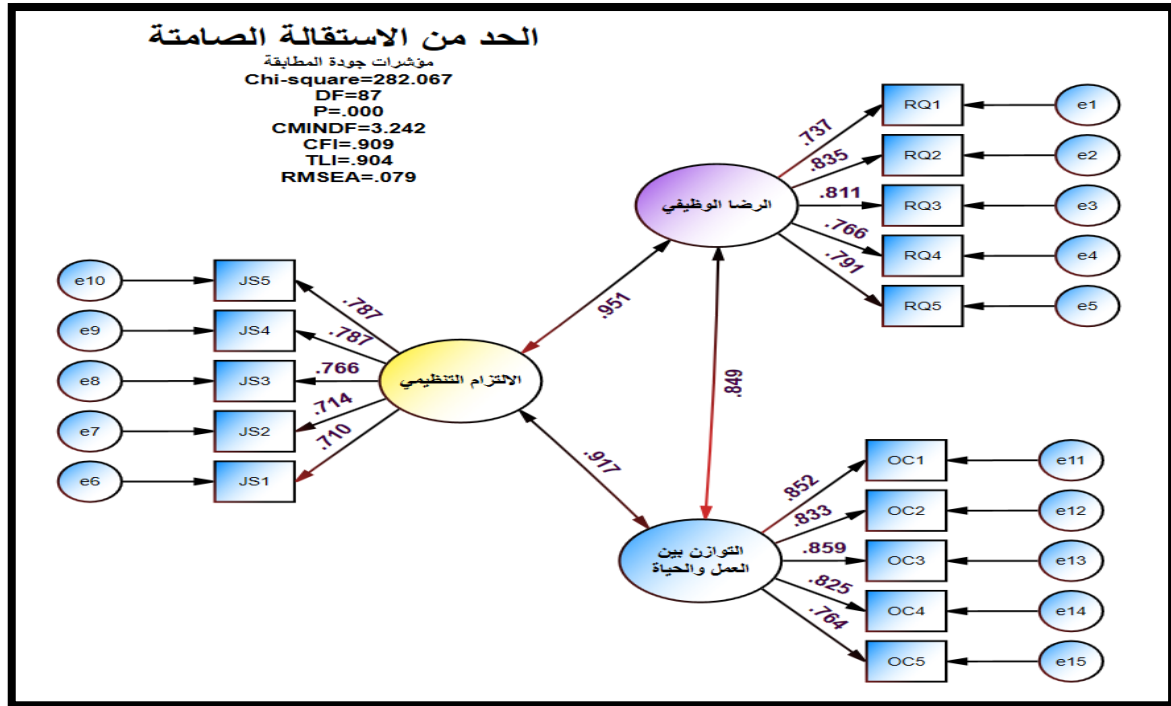 الحد من الاستقالة الصامتة
مؤشرات جودة المطابقة
Chi-square=282.067
DF=87
P=.000
CMINDF=3.242
CFI=.909
TLI=.904
RMSEA=.079
الرضا الوظيفي
.737
RQ1
e1
.835
RQ2
e2
.811
RQ3
e3
.766
RQ4
e4
.791
RQ5
e5
.951
.849
.917
الالتزام التنظيمي
e10
JS5
.787
e9
JS4
.787
e8
JS3
.766
e7
JS2
.714
e6
JS1
.710
التوازن بين
العمل والحياة
.852
OC1
e11
.833
OC2
e12
.859
OC3
e13
.825
OC4
e14
.764
OC5
e15